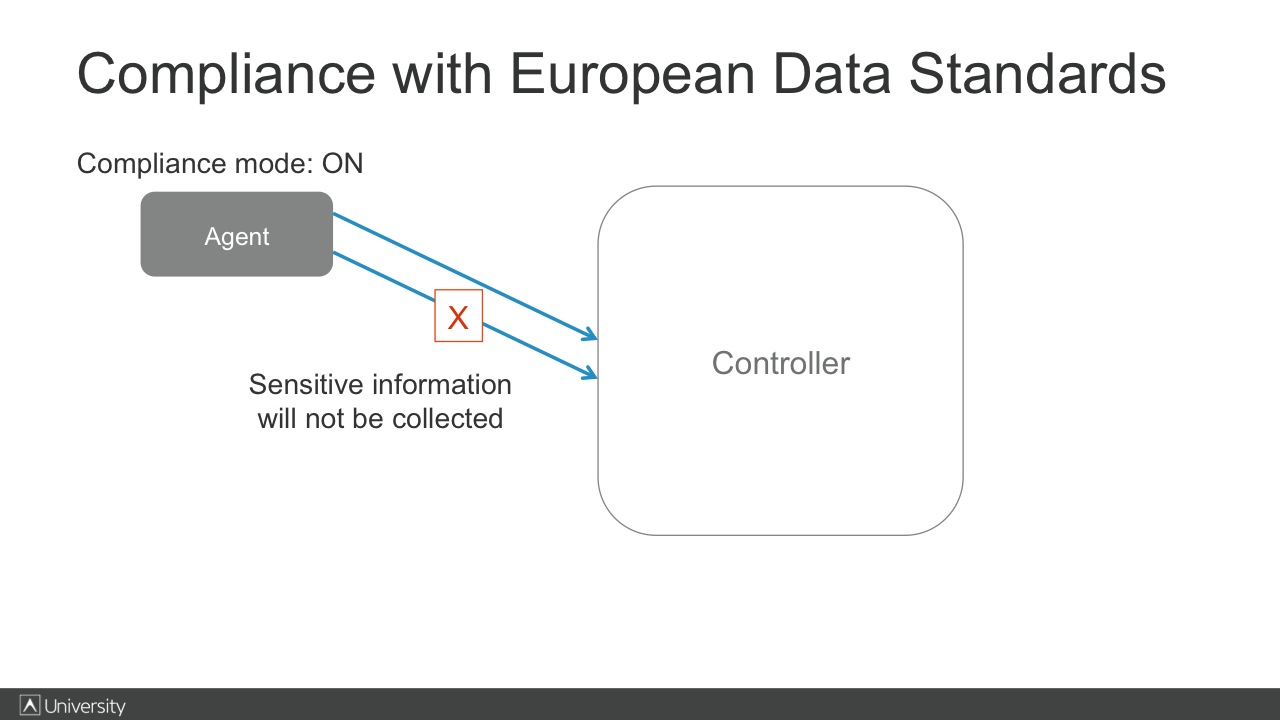 Compliance with European Data Standards
Compliance mode: ON
Agent
X
Controller
Sensitive information
will not be collected
University